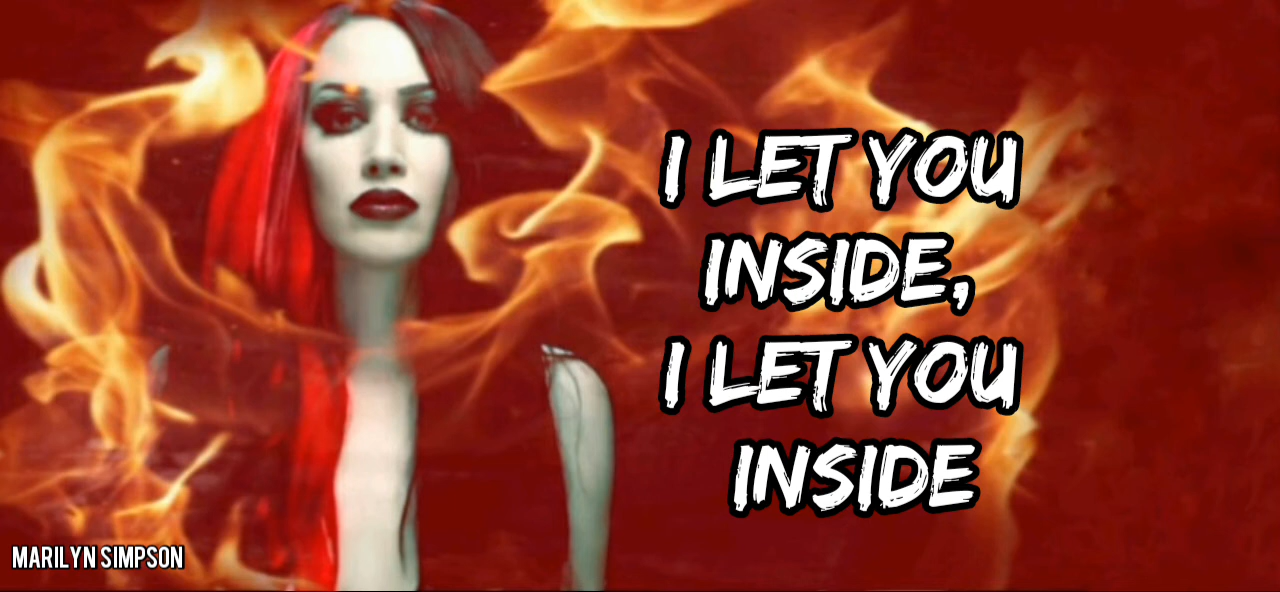 I LET YOU
INSIDE,
I LET YOU
INSIDE
MARILYN SIMPSON